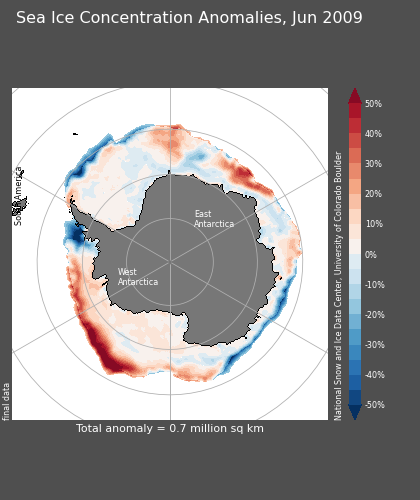 Sea Ice Concentration Anomalies, Jun 2009
South America
East
Antarctica
West
Antarctica
final data
National Snow and Ice Data Center, University of Colorado Boulder
50%
40%
30%
20%
10%
0%
-10%
-20%
-30%
-40%
-50%
Total anomaly = 0.7 million sq km